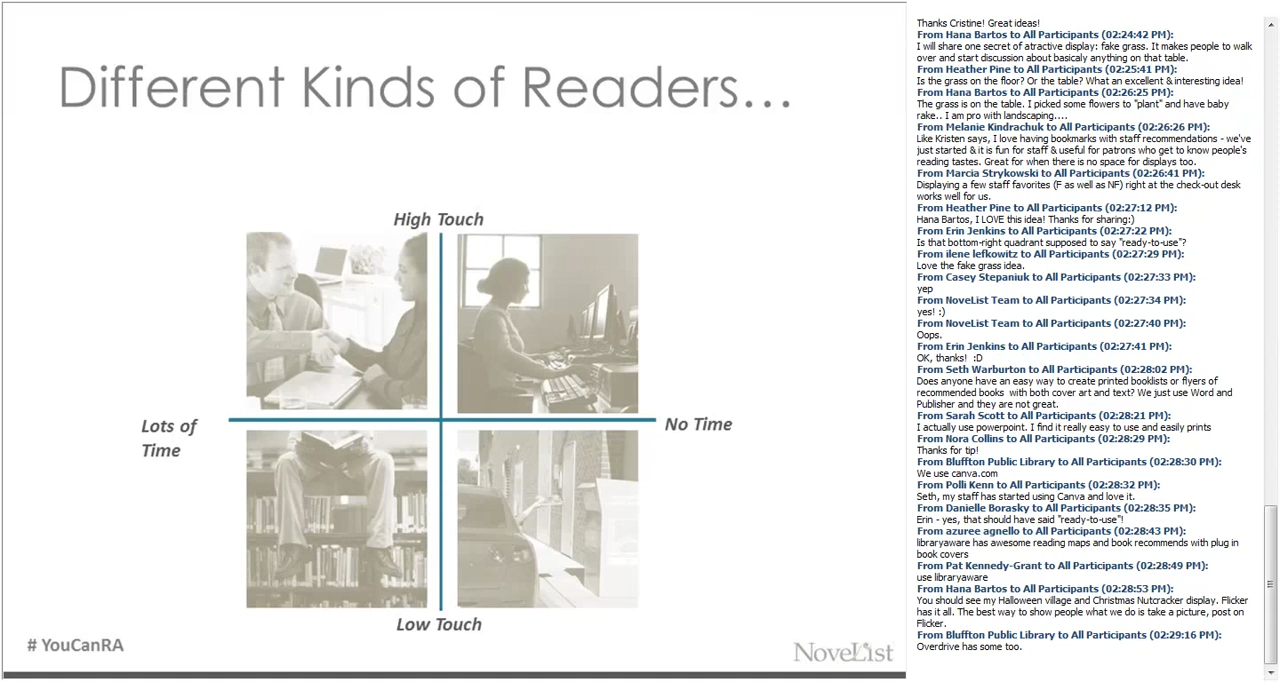 Different Kinds of Readers...
High Touch
Lots of
Time
No Time
Low Touch
# YouCanRA
NoveList
Thanks Cristine! Great ideas!
From Hana Bartos to All Participants (02:24:42 PM):
I will share one secret of atractive display: fake grass. It makes people to walk
over and start discussion about basicaly anything on that table.
From Heather Pine to All Participants (02:25:41 PM):
Is the grass on the floor? Or the table? What an excellent & interesting idea!
From Hana Bartos to All Participants (02:26:25 PM):
The grass is on the table. I picked some flowers to "plant" and have baby
rake.. I am pro with landscaping....
From Melanie Kindrachuk to All Participants (02:26:26 PM):
Like Kristen says, I love having bookmarks with staff recommendations - we've
just started & it is fun for staff & useful for patrons who get to know people's
reading tastes. Great for when there is no space for displays too.
From Marcia Strykowski to All Participants (02:26:41 PM):
Displaying a few staff favorites (F as well as NF) right at the check-out desk
works well for us.
From Heather Pine to All Participants (02:27:12 PM):
Hana Bartos, I LOVE this idea! Thanks for sharing:)
From Erin Jenkins to All Participants (02:27:22 PM):
Is that bottom-right quadrant supposed to say "ready-to-use"?
From ilene lefkowitz to All Participants (02:27:29 PM):
Love the fake grass idea.
From Casey Stepaniuk to All Participants (02:27:33 PM):
yep
From NoveList Team to All Participants (02:27:34 PM):
yes! :)
From NoveList Team to All Participants (02:27:40 PM):
Oops.
From Erin Jenkins to All Participants (02:27:41 PM):
OK, thanks!  :D
From Seth Warburton to All Participants (02:28:02 PM):
Does anyone have an easy way to create printed booklists or flyers of
recommended books  with both cover art and text? We just use Word and
Publisher and they are not great.
From Sarah Scott to All Participants (02:28:21 PM):
I actually use powerpoint. I find it really easy to use and easily prints
From Nora Collins to All Participants (02:28:29 PM):
Thanks for tip!
From Bluffton Public Library to All Participants (02:28:30 PM):
We use canva.com
From Polli Kenn to All Participants (02:28:32 PM):
Seth, my staff has started using Canva and love it.
From Danielle Borasky to All Participants (02:28:35 PM):
Erin - yes, that should have said "ready-to-use"!
From azuree agnello to All Participants (02:28:43 PM):
libraryaware has awesome reading maps and book recommends with plug in
book covers
From Pat Kennedy-Grant to All Participants (02:28:49 PM):
use libraryaware
From Hana Bartos to All Participants (02:28:53 PM):
You should see my Halloween village and Christmas Nutcracker display. Flicker
has it all. The best way to show people what we do is take a picture, post on
Flicker.
From Bluffton Public Library to All Participants (02:29:16 PM):
Overdrive has some too.